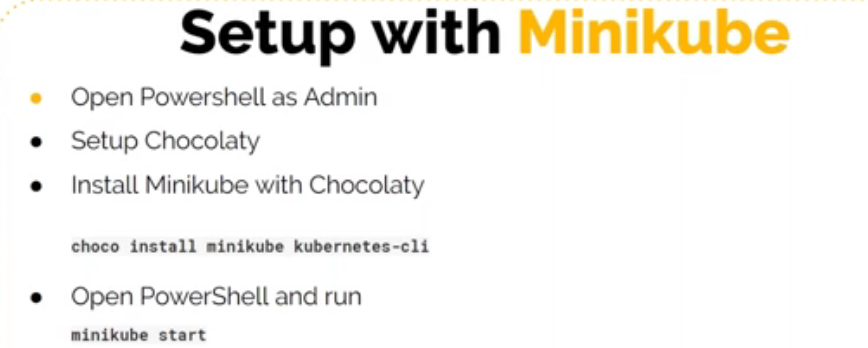 Setup with Minikube
Open Powershell as Admin
Setup Chocolaty
Install Minikube with Chocolaty
choco install minikube kubernetes-cli
Open PowerShell and run
minikube start